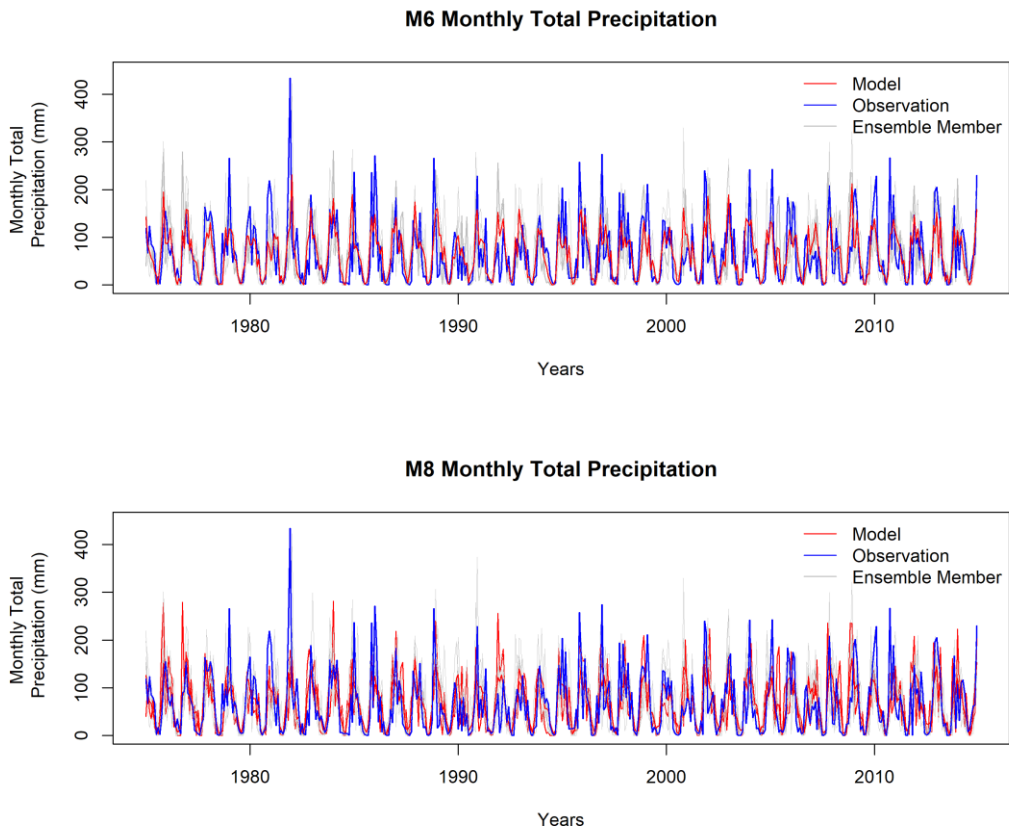 M6 Monthly Total Precipitation
Monthly Total
Precipitation (mm)
400
300
200
100
0
Model
Observation
Ensemble Member
1980
1990
2000
2010
Years
M8 Monthly Total Precipitation
Monthly Total
Precipitation (mm)
400
300
200
100
0
Model
Observation
Ensemble Member
1980
1990
2000
2010
Years